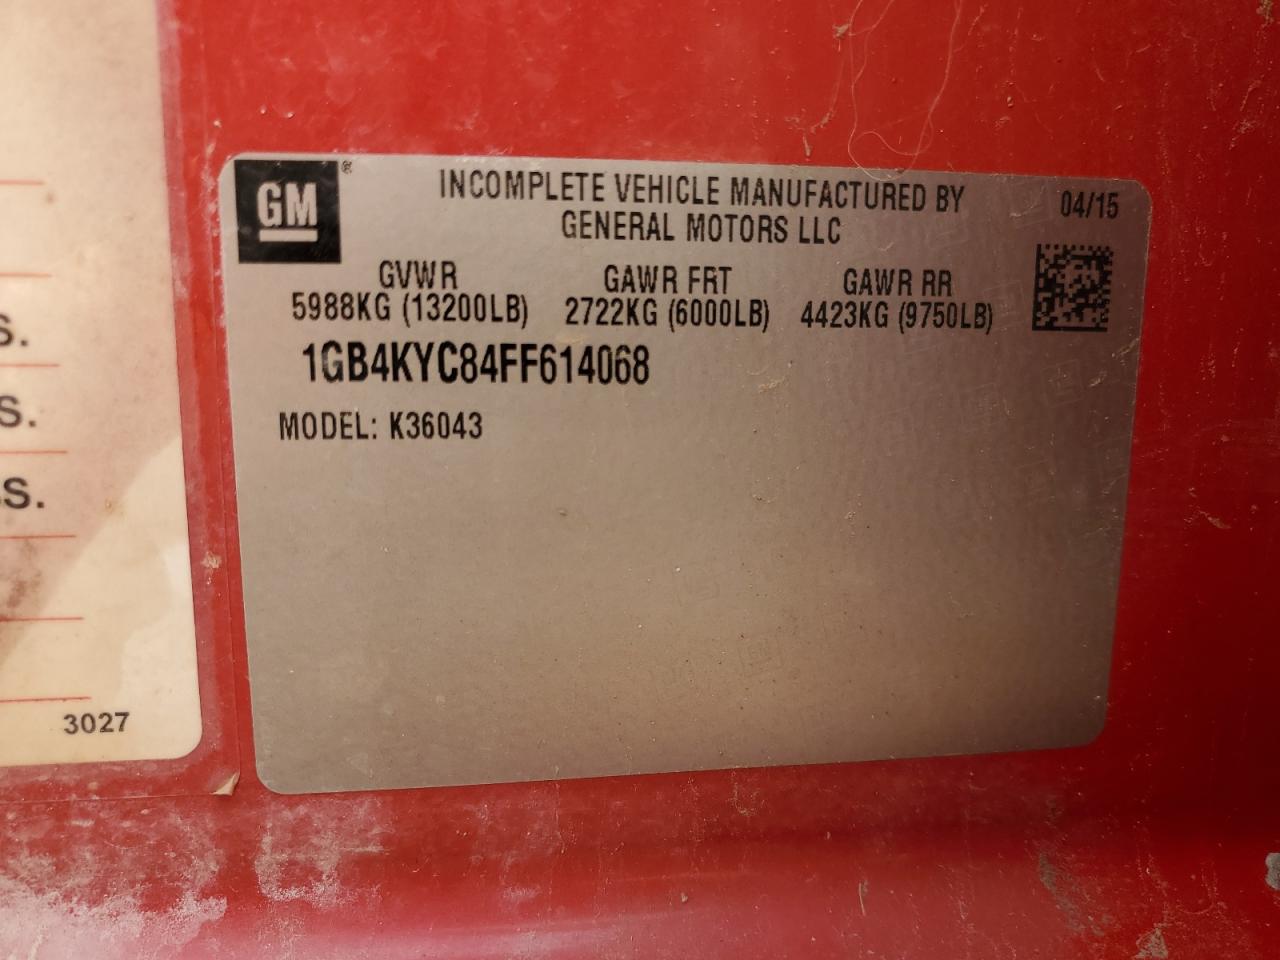 GM®
INCOMPLETE VEHICLE MANUFACTURED BY
GENERAL MOTORS LLC
04/15
GVWR GAWR FRT GAWR RR
5988KG (13200LB) 2722KG (6000LB) 4423KG (9750LB)
1GB4KYC84FF614068
MODEL: K36043
S.
S.
S.
3027